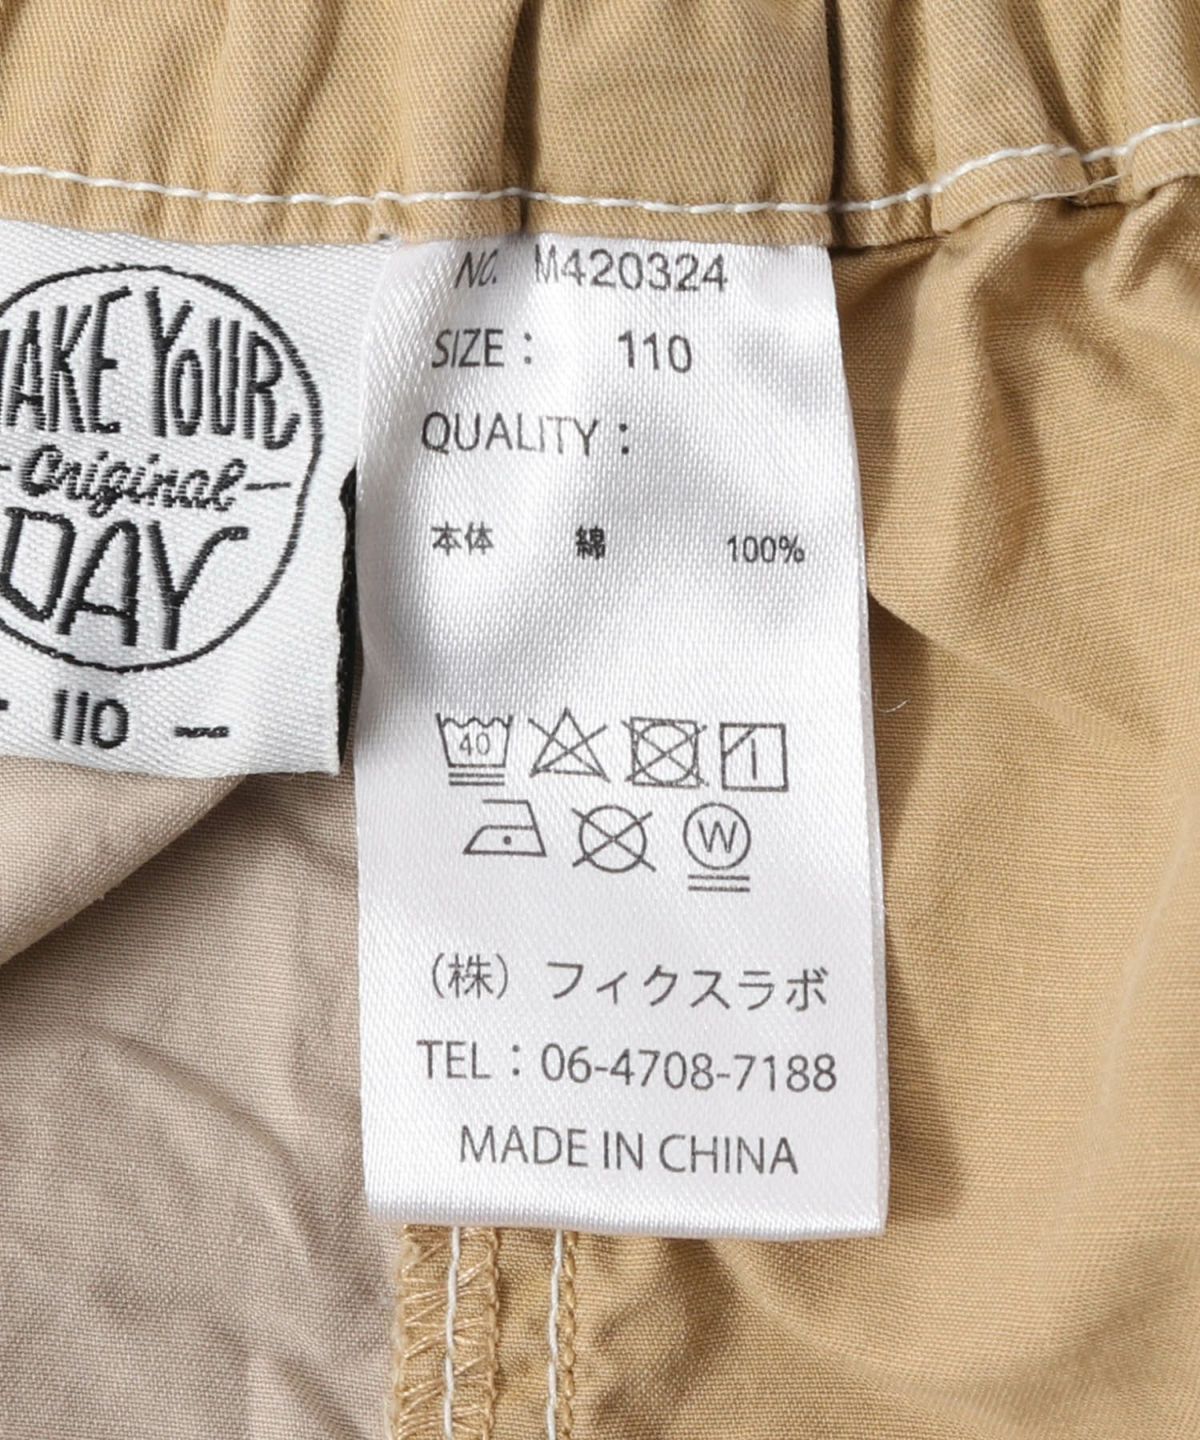 MAKE YOUR
Original
DAY
110
NO. M420324
SIZE : 110
QUALITY :
本体 綿 100%
40
W
(株) フィクスラボ
TEL : 06-4708-7188
MADE IN CHINA